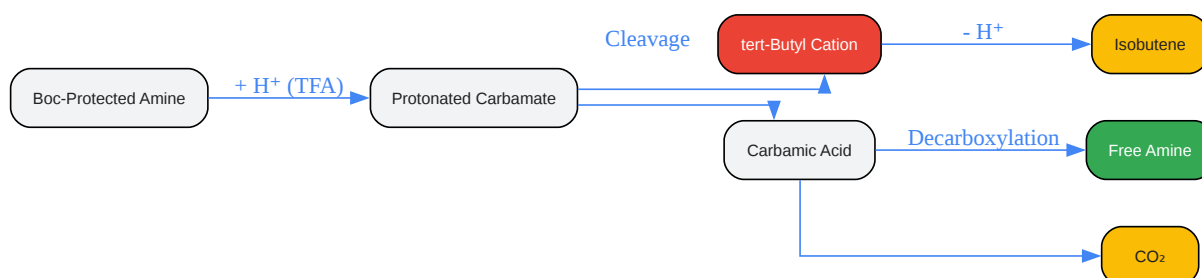 Boc-Protected Amine
+ H⁺ (TFA)
Protonated Carbamate
Cleavage
tert-Butyl Cation
- H⁺
Isobutene
Carbamic Acid
Decarboxylation
Free Amine
CO₂